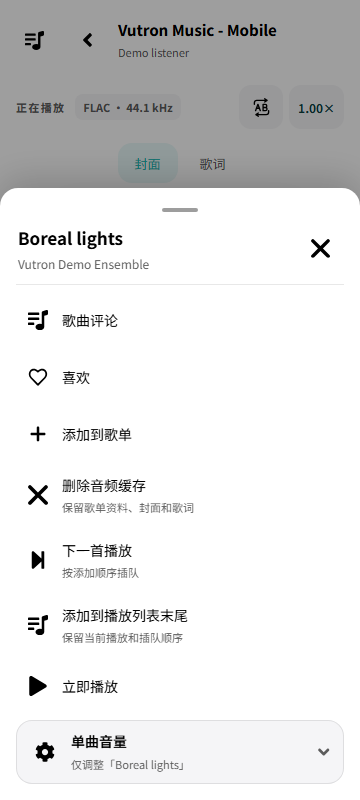 Vutron Music - Mobile
Demo listener
正在播放
FLAC · 44.1 kHz
AB
1.00×
封面
歌词
Boreal lights
Vutron Demo Ensemble
歌曲评论
喜欢
添加到歌单
删除音频缓存
保留歌单资料、封面和歌词
下一首播放
按添加顺序插队
添加到播放列表末尾
保留当前播放和插队顺序
立即播放
单曲音量
仅调整「Boreal lights」